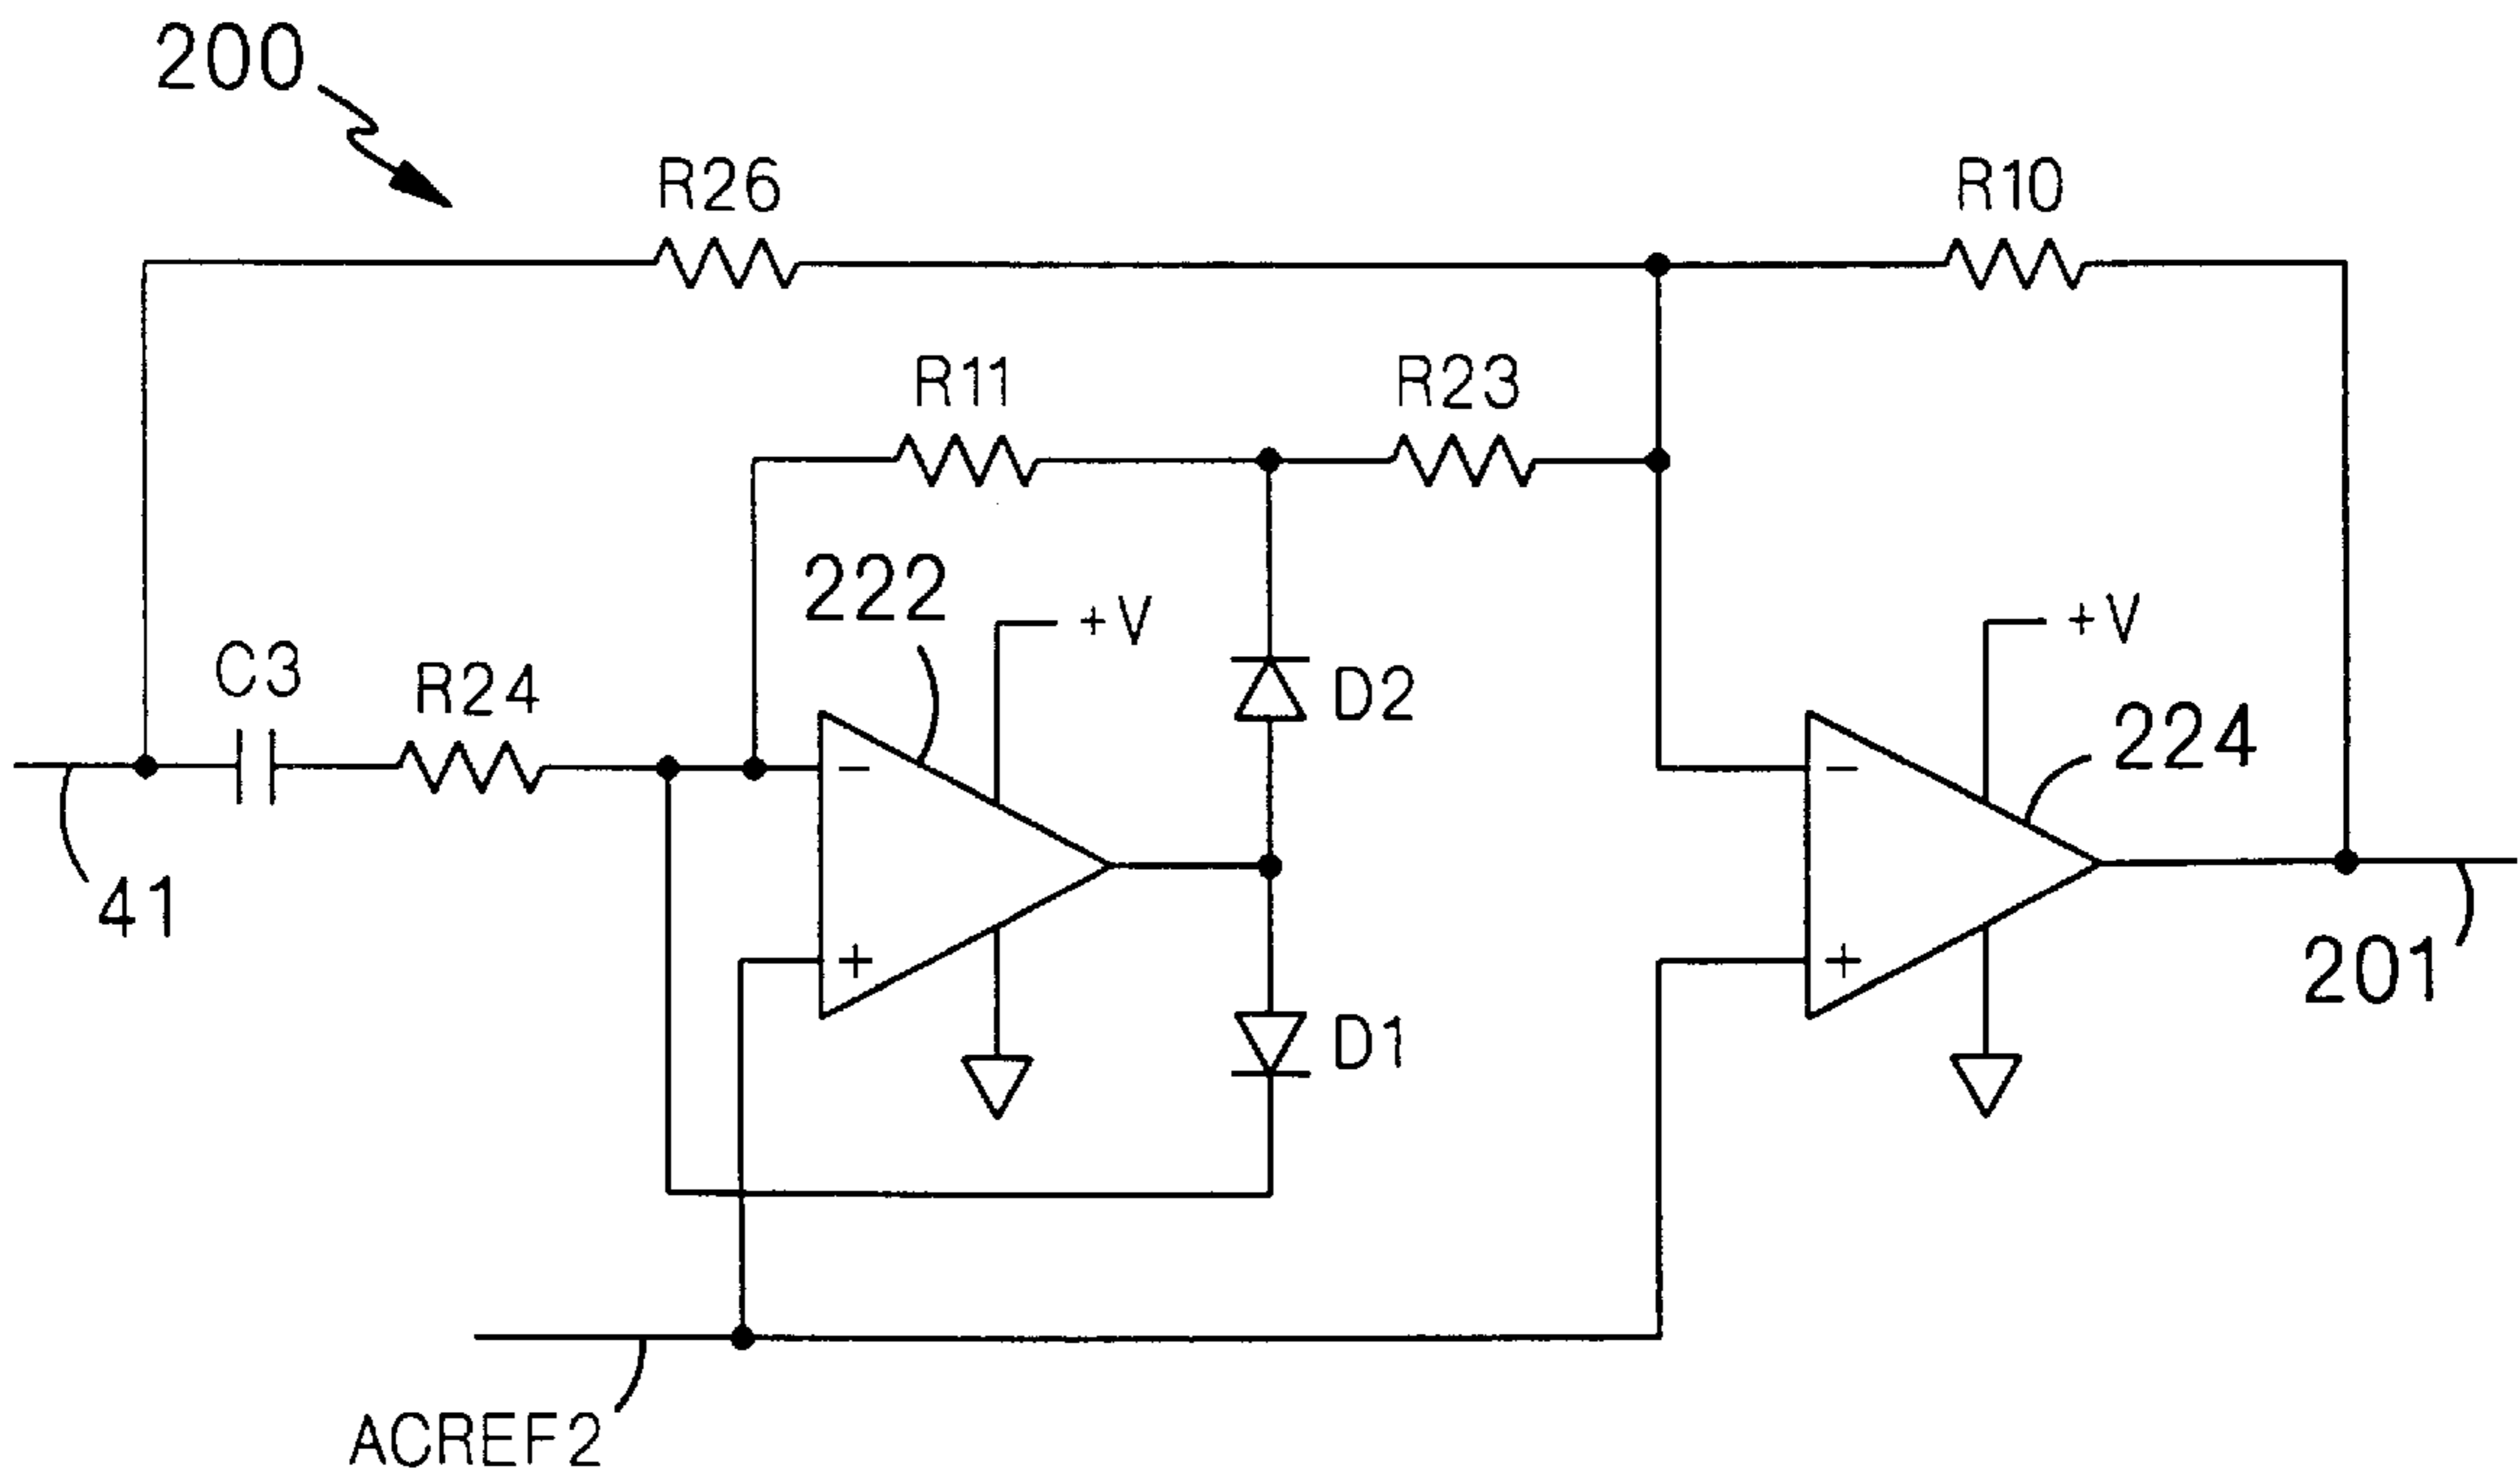 200
R26
R10
R11
R23
222
+V
+V
C3
R24
D2
224
-
-
41
+
+
201
D1
ACREF2